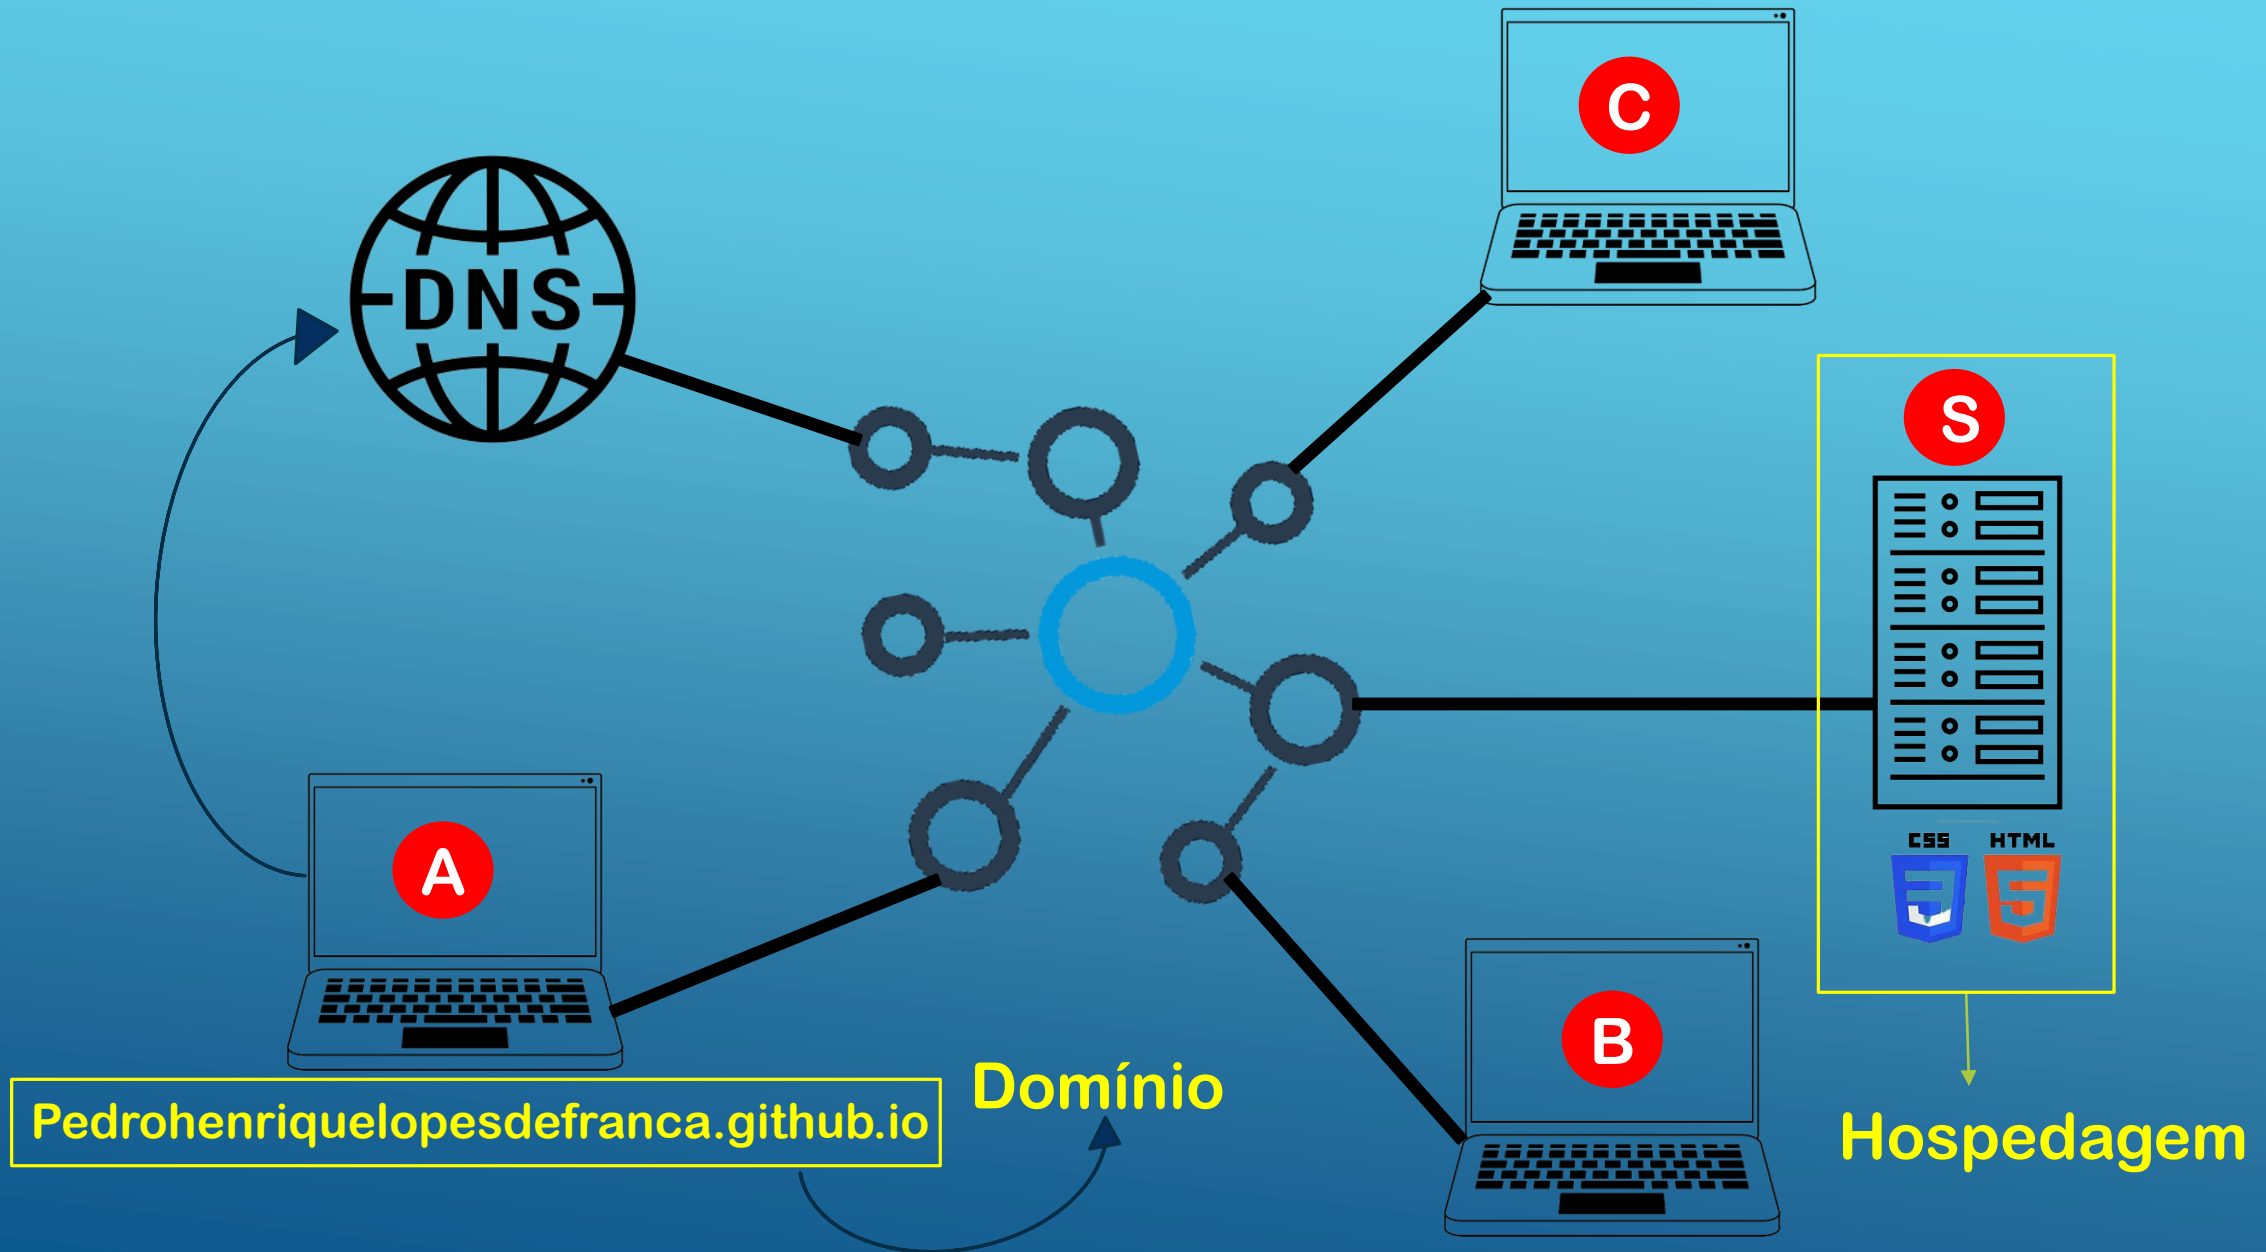 C
DNS
S
CSS HTML
A
B
Domínio
Pedrohenriquelopesdefranca.github.io
Hospedagem